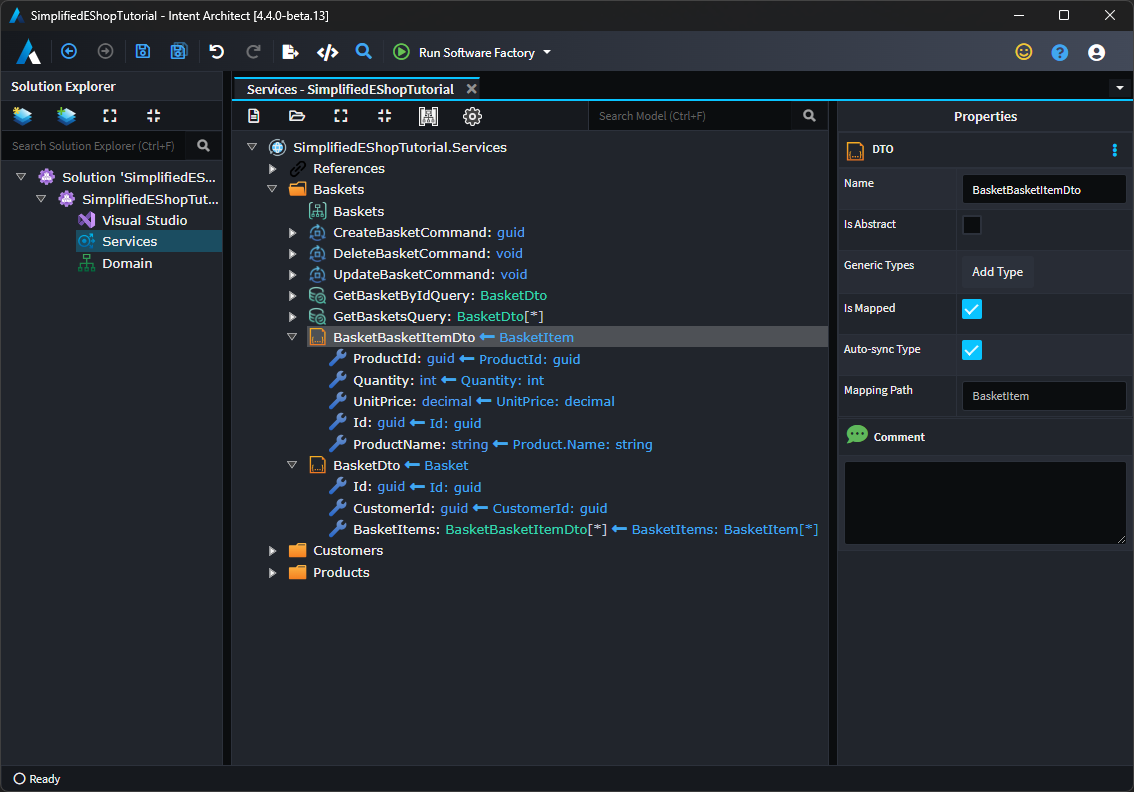 SimplifiedEShopTutorial - Intent Architect [4.4.0-beta.13]
Run Software Factory
Solution Explorer
Search Solution Explorer (Ctrl+F)
Solution 'SimplifiedES...
SimplifiedEShopTut...
Visual Studio
Services
Domain
Services - SimplifiedEShopTutorial
Search Model (Ctrl+F)
SimplifiedEShopTutorial.Services
References
Baskets
Baskets
CreateBasketCommand: guid
DeleteBasketCommand: void
UpdateBasketCommand: void
GetBasketByIdQuery: BasketDto
GetBasketsQuery: BasketDto[*]
BasketBasketItemDto ← BasketItem
ProductId: guid ← ProductId: guid
Quantity: int ← Quantity: int
UnitPrice: decimal ← UnitPrice: decimal
Id: guid ← Id: guid
ProductName: string ← Product.Name: string
BasketDto ← Basket
Id: guid ← Id: guid
CustomerId: guid ← CustomerId: guid
BasketItems: BasketBasketItemDto[*] ← BasketItems: BasketItem[*]
Customers
Products
Properties
DTO
Name
BasketBasketItemDto
Is Abstract
Generic Types
Add Type
Is Mapped
Auto-sync Type
Mapping Path
BasketItem
Comment
Ready